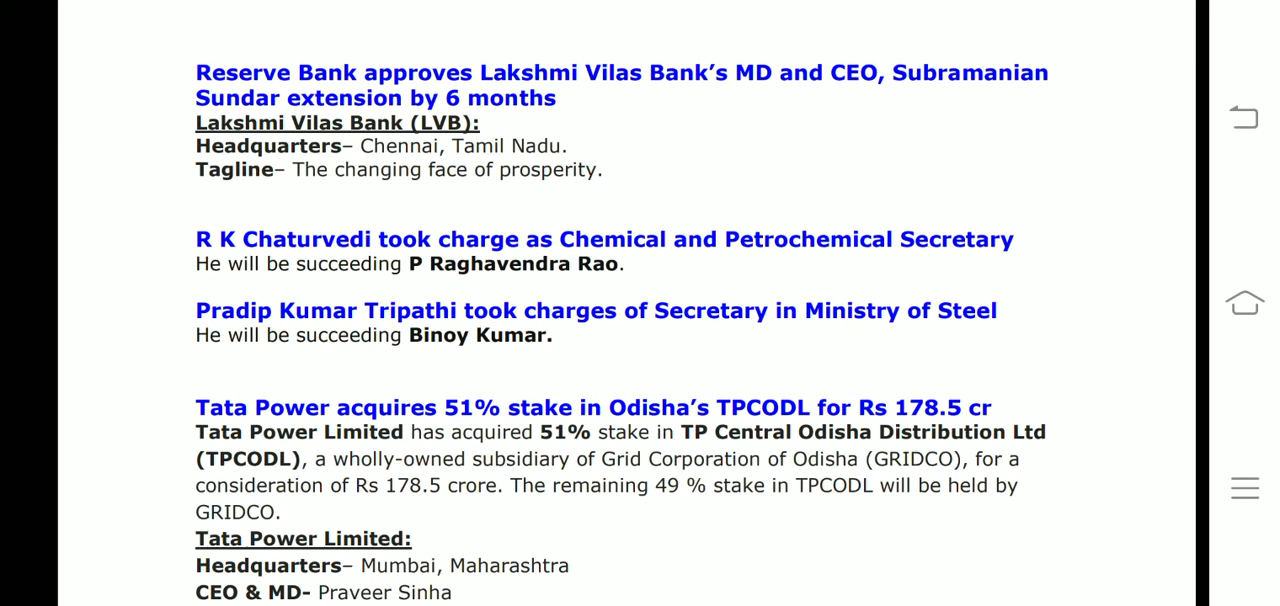 Reserve Bank approves Lakshmi Vilas Bank’s MD and CEO, Subramanian
Sundar extension by 6 months
Lakshmi Vilas Bank (LVB):
Headquarters– Chennai, Tamil Nadu.
Tagline– The changing face of prosperity.
R K Chaturvedi took charge as Chemical and Petrochemical Secretary
He will be succeeding P Raghavendra Rao.
Pradip Kumar Tripathi took charges of Secretary in Ministry of Steel
He will be succeeding Binoy Kumar.
Tata Power acquires 51% stake in Odisha’s TPCODL for Rs 178.5 cr
Tata Power Limited has acquired 51% stake in TP Central Odisha Distribution Ltd
(TPCODL), a wholly-owned subsidiary of Grid Corporation of Odisha (GRIDCO), for a
consideration of Rs 178.5 crore. The remaining 49 % stake in TPCODL will be held by
GRIDCO.
Tata Power Limited:
Headquarters– Mumbai, Maharashtra
CEO & MD- Praveer Sinha